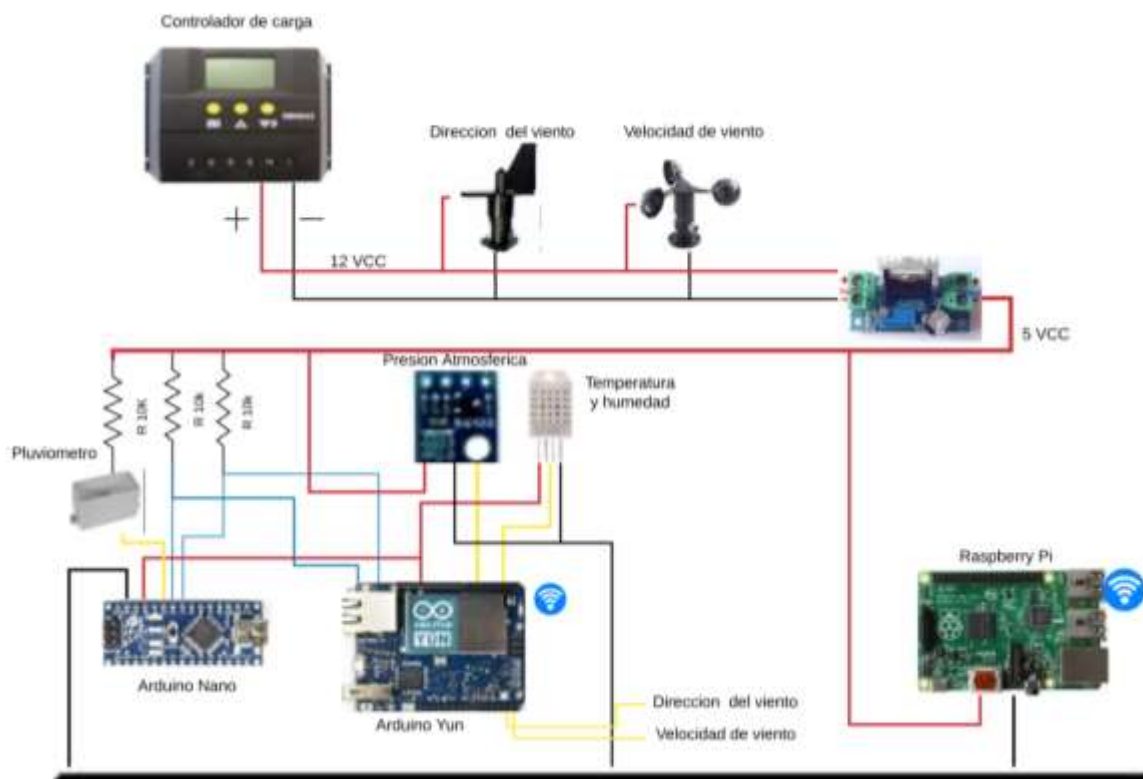 Controlador de carga
Direccion del viento
Velocidad de viento
+
—
12 VCC
5 VCC
Presion Atmosferica
Temperatura
y humedad
R 10K
R 10k
R 10k
Pluviometro
Raspberry Pi
YUN
Arduino Nano
Arduino Yun
Direccion del viento
Velocidad de viento